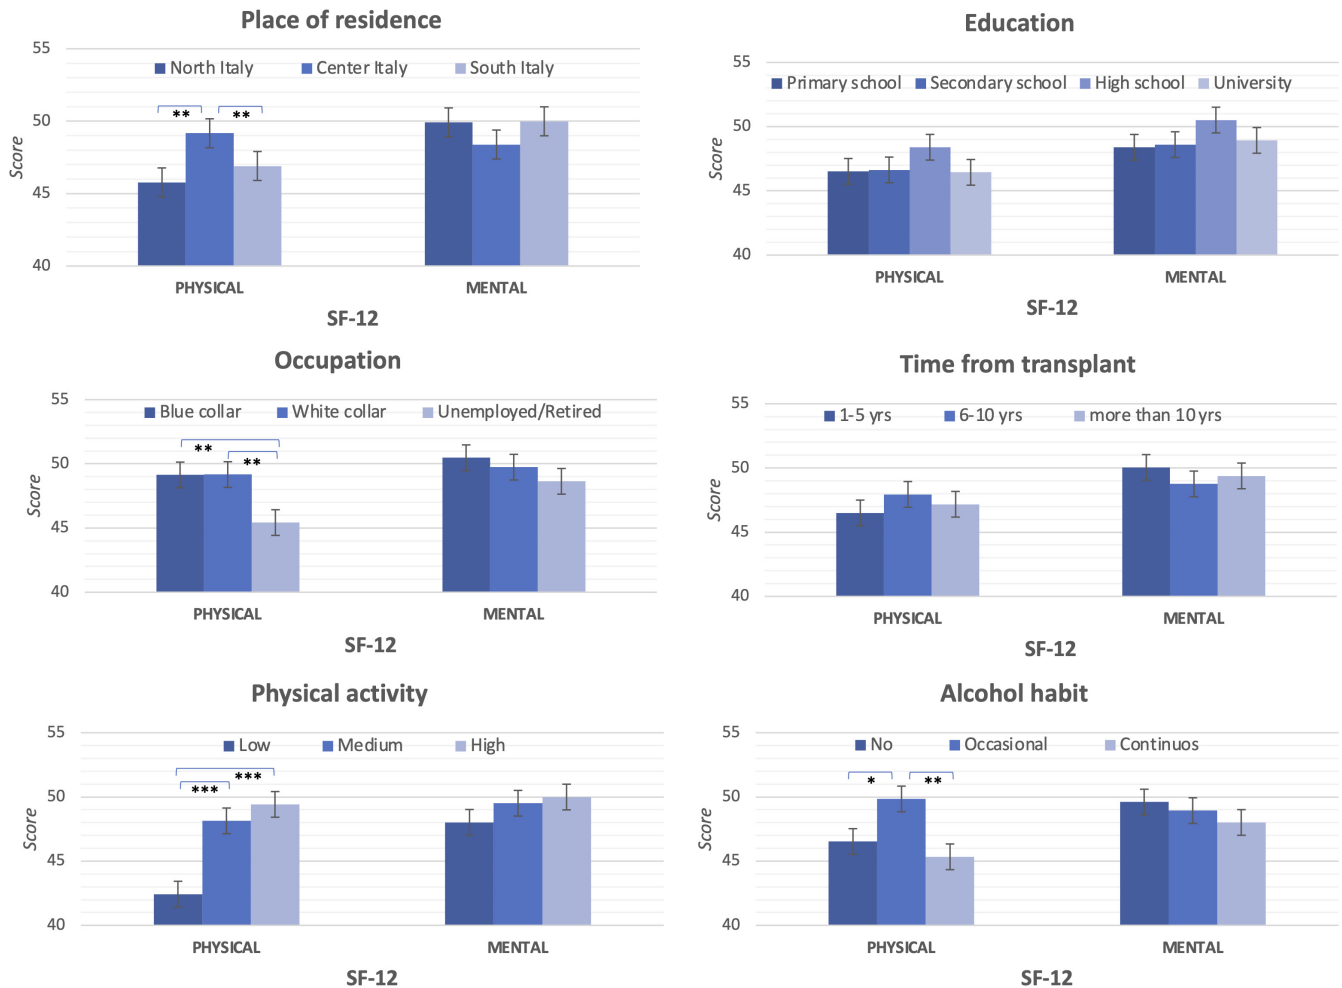 Place of residence
55
North Italy Center Italy South Italy
** **
50
45
40
Score
PHYSICAL MENTAL
SF-12
Education
55
Primary school Secondary school High school University
50
45
40
Score
PHYSICAL MENTAL
SF-12
Occupation
55
Blue collar White collar Unemployed/Retired
**
**
50
45
40
Score
PHYSICAL MENTAL
SF-12
Time from transplant
55
1-5 yrs 6-10 yrs more than 10 yrs
50
45
40
Score
PHYSICAL MENTAL
SF-12
Physical activity
55
Low Medium High
***
***
50
45
40
Score
PHYSICAL MENTAL
SF-12
Alcohol habit
55
No Occasional Continuos
* **
50
45
40
Score
PHYSICAL MENTAL
SF-12